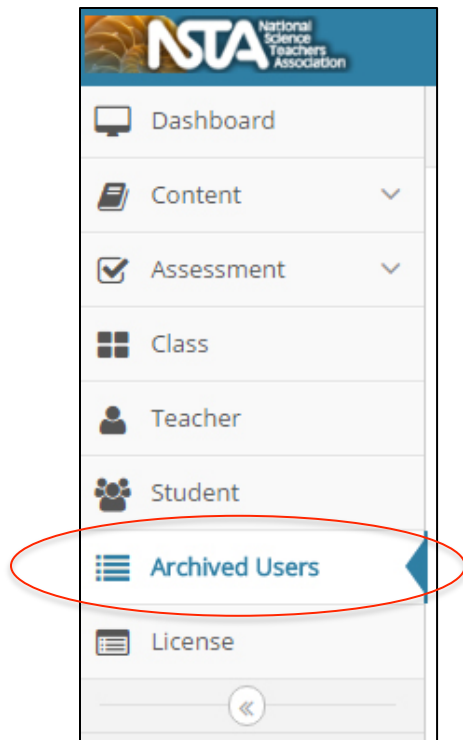 NSTA
National
Science
Teachers
Association
Dashboard
Content
Assessment
Class
Teacher
Student
Archived Users
License